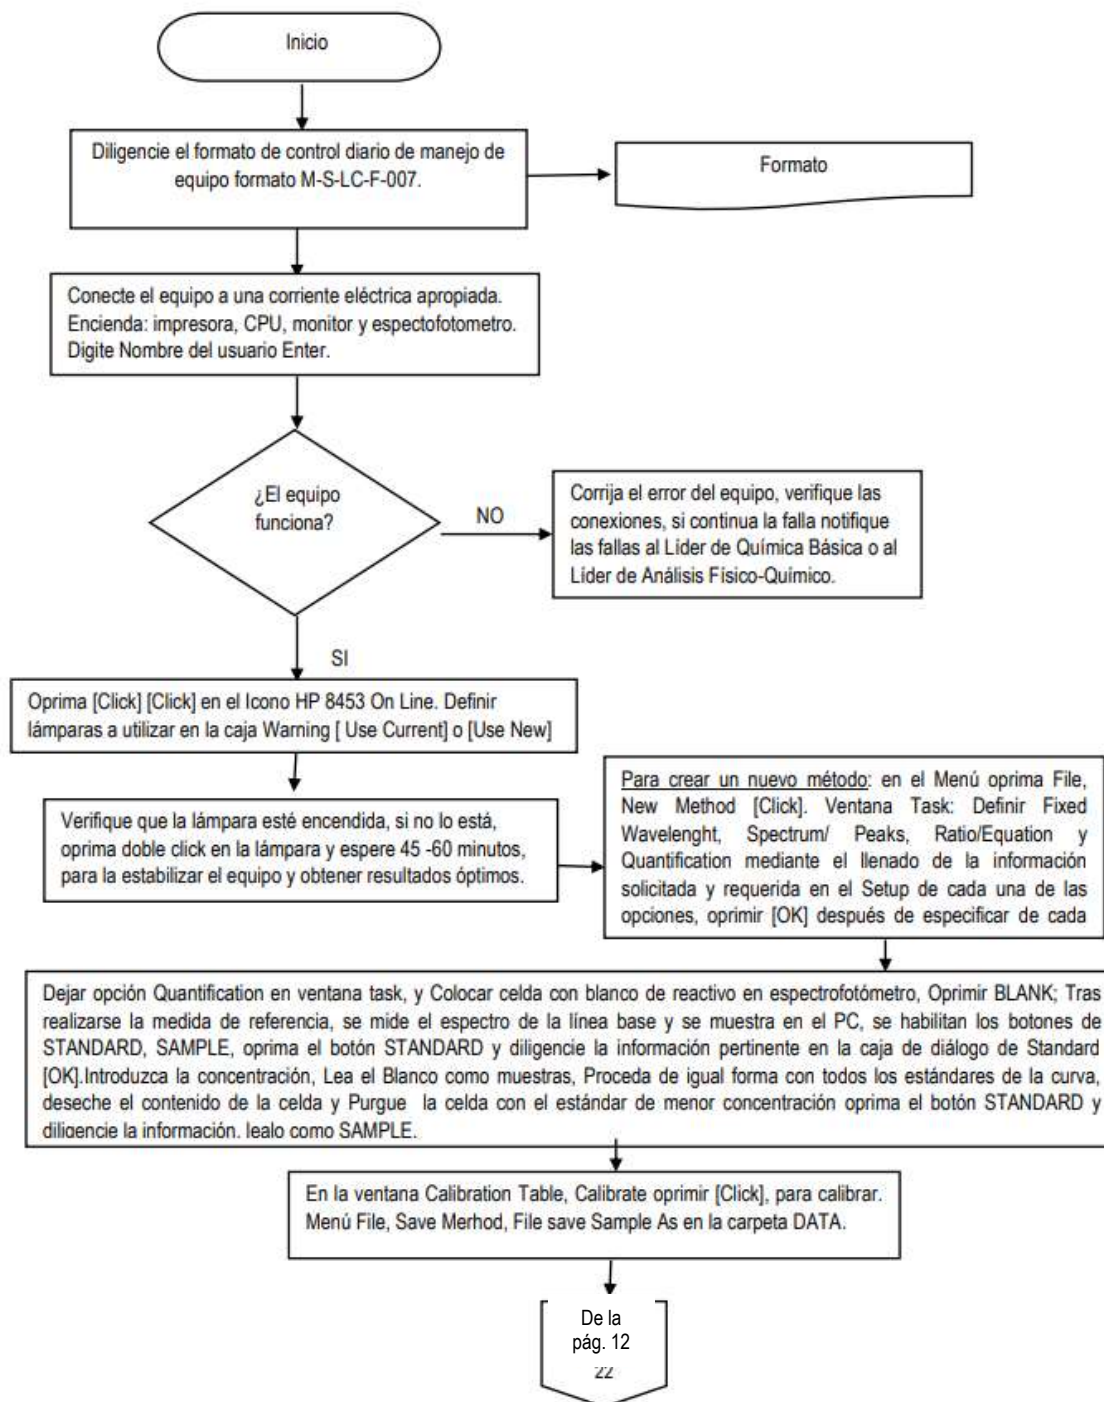 Inicio
Diligencie el formato de control diario de manejo de
equipo formato M-S-LC-F-007.
Formato
Conecte el equipo a una corriente eléctrica apropiada.
Encienda: impresora, CPU, monitor y espectofotometro.
Digite Nombre del usuario Enter.
¿El equipo
funciona?
NO
Corrija el error del equipo, verifique las
conexiones, si continua la falla notifique
las fallas al Líder de Química Básica o al
Líder de Análisis Físico-Químico.
SI
Oprima [Click] [Click] en el Icono HP 8453 On Line. Definir
lámparas a utilizar en la caja Warning [ Use Current] o [Use New]
Verifique que la lámpara esté encendida, si no lo está,
oprima doble click en la lámpara y espere 45 -60 minutos,
para la estabilizar el equipo y obtener resultados óptimos.
Para crear un nuevo método: en el Menú oprima File,
New Method [Click]. Ventana Task: Definir Fixed
Wavelenght, Spectrum/ Peaks, Ratio/Equation y
Quantification mediante el llenado de la información
solicitada y requerida en el Setup de cada una de las
opciones, oprimir [OK] después de especificar de cada
Dejar opción Quantification en ventana task, y Colocar celda con blanco de reactivo en espectrofotómetro, Oprimir BLANK; Tras
realizarse la medida de referencia, se mide el espectro de la línea base y se muestra en el PC, se habilitan los botones de
STANDARD, SAMPLE, oprima el botón STANDARD y diligencie la información pertinente en la caja de diálogo de Standard
[OK].Introduzca la concentración, Lea el Blanco como muestras, Proceda de igual forma con todos los estándares de la curva,
deseche el contenido de la celda y Purgue la celda con el estándar de menor concentración oprima el botón STANDARD y
diligencie la información. lealo como SAMPLE.
En la ventana Calibration Table, Calibrate oprimir [Click], para calibrar.
Menú File, Save Merhod, File save Sample As en la carpeta DATA.
De la
pág. 12
22